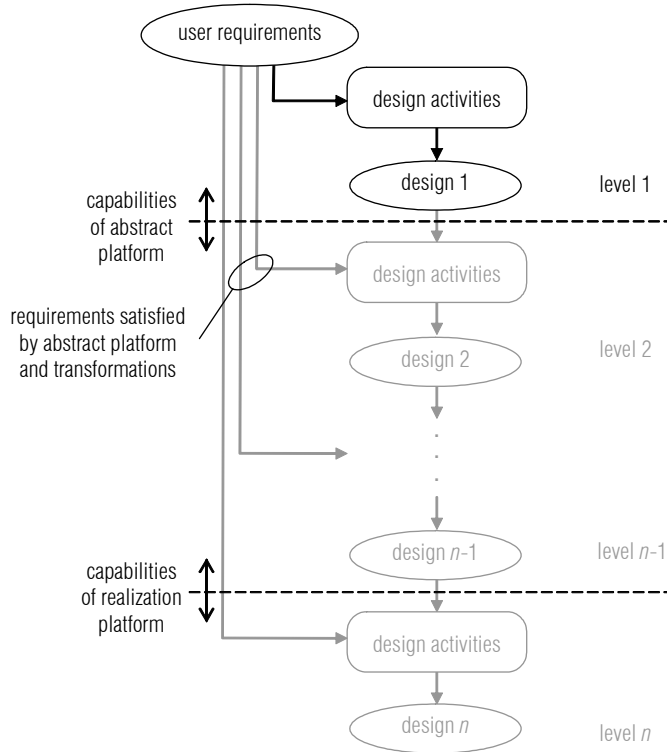 user requirements
design activities
design 1
level 1
capabilities
of abstract
platform
design activities
requirements satisfied
by abstract platform
and transformations
design 2
level 2
.
.
.
.
design n-1
level n-1
capabilities
of realization
platform
design activities
design n
level n